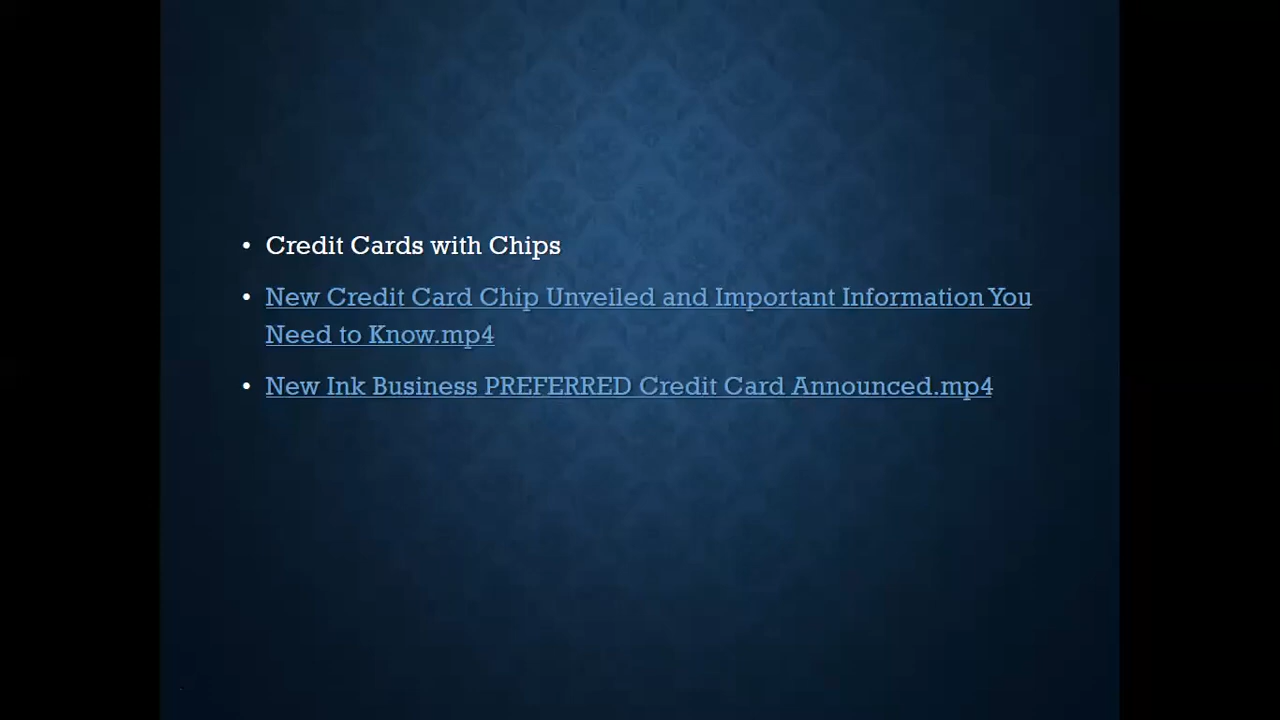 • Credit Cards with Chips
• New Credit Card Chip Unveiled and Important Information You
Need to Know.mp4
• New Ink Business PREFERRED Credit Card Announced.mp4